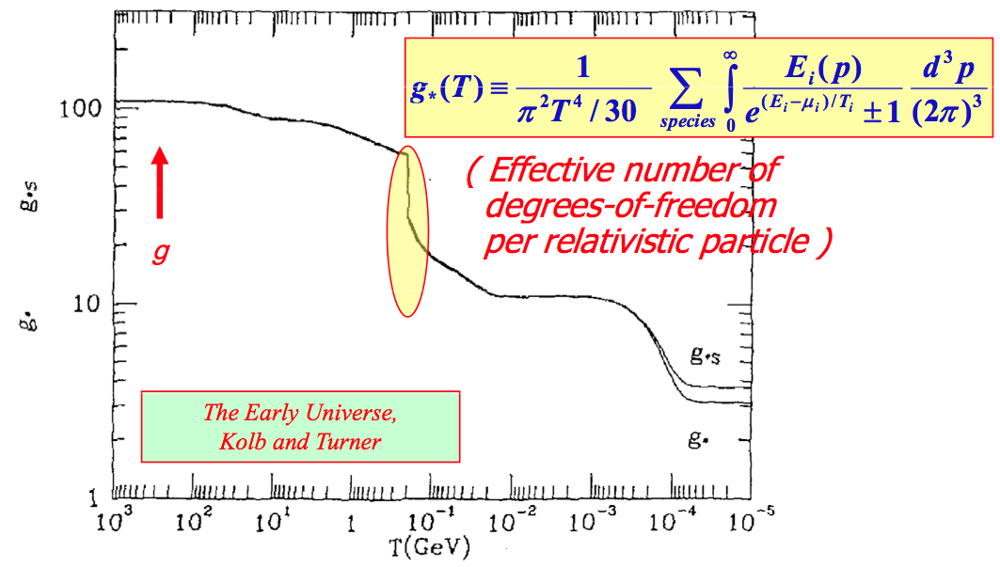 g*(T) ≡ 1 / (π²T⁴ / 30) ∑ species ∫₀^∞ E_i(p) / (e^{(E_i−μ_i)/T_i} ± 1) d³p / (2π)³
( Effective number of
degrees-of-freedom
per relativistic particle )
100
10
1
g*s
g*
g
g*s
g*
The Early Universe,
Kolb and Turner
10³ 10² 10¹ 1 10⁻¹ 10⁻² 10⁻³ 10⁻⁴ 10⁻⁵
T(GeV)